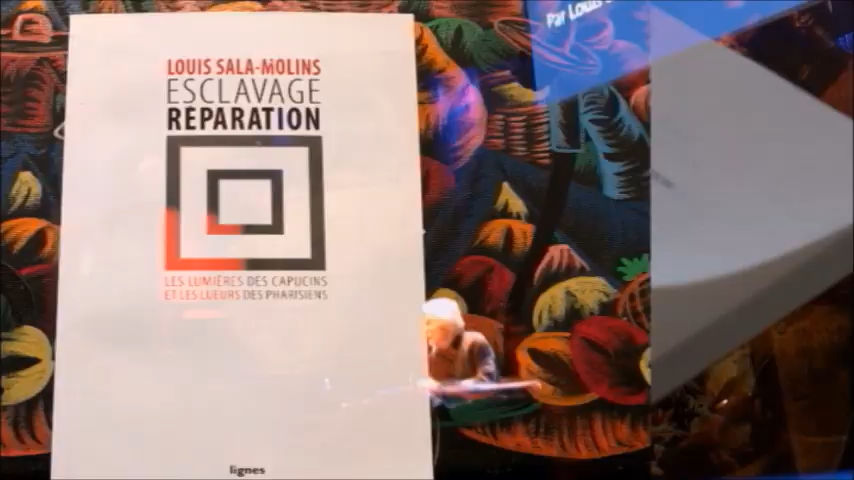 LOUIS SALA-MOLINS
ESCLAVAGE
RÉPARATION
LES LUMIÈRES DES CAPUCINS
ET LES LUEURS DES PHARISIENS
lignes
Par Louis